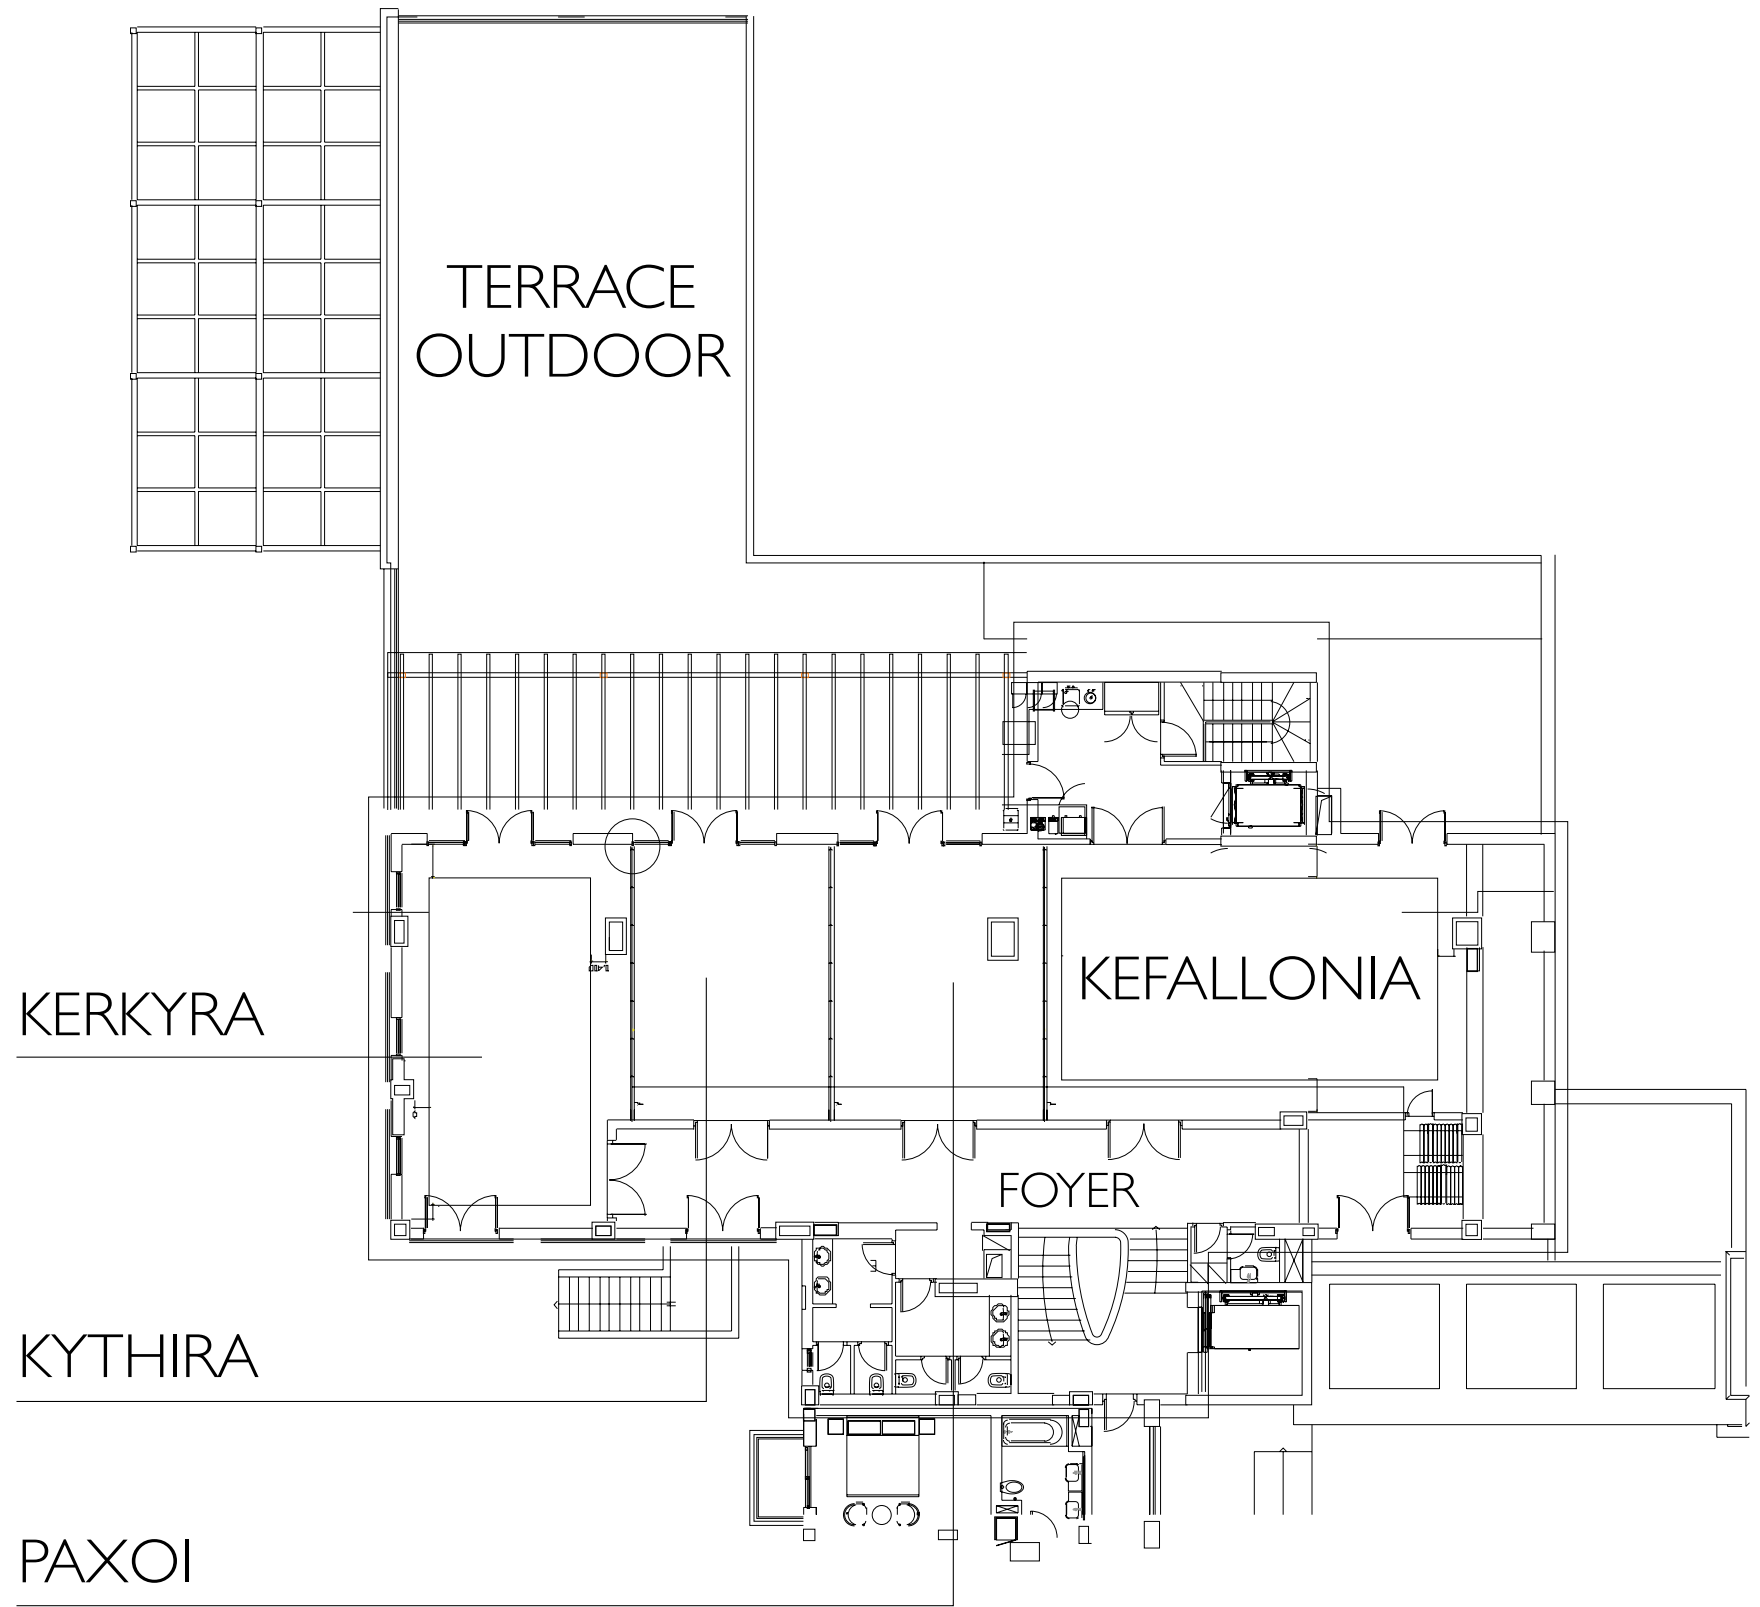 TERRACE
OUTDOOR
KEFALLONIA
KERKYRA
FOYER
KYTHIRA
PAXOI